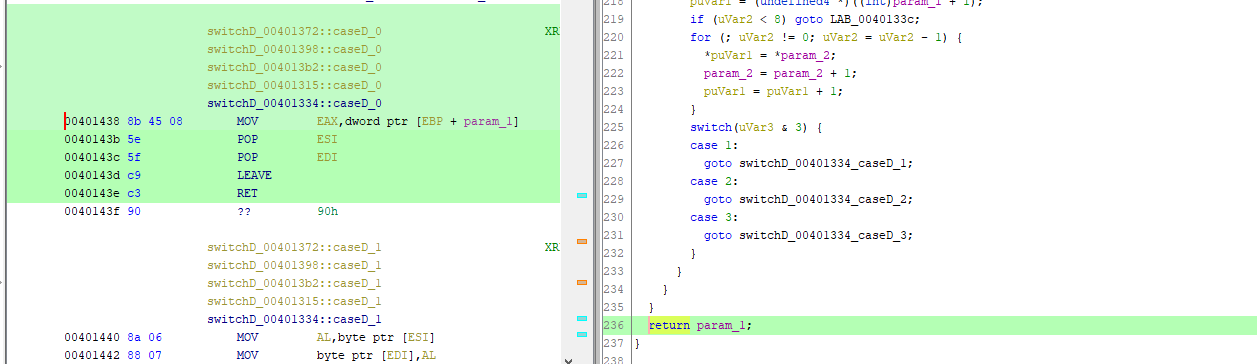 switchD_00401372::caseD_0 XR
switchD_00401398::caseD_0
switchD_004013b2::caseD_0
switchD_00401315::caseD_0
switchD_00401334::caseD_0
00401438 8b 45 08 MOV EAX,dword ptr [EBP + param_1]
0040143b 5e POP ESI
0040143c 5f POP EDI
0040143d c9 LEAVE
0040143e c3 RET
0040143f 90 ?? 90h
switchD_00401372::caseD_1 XR
switchD_00401398::caseD_1
switchD_004013b2::caseD_1
switchD_00401315::caseD_1
switchD_00401334::caseD_1
00401440 8a 06 MOV AL,byte ptr [ESI]
00401442 88 07 MOV byte ptr [EDI],AL
218 puVar1 = (undefined4 *)((int)param_1 + 1);
219 if (uVar2 < 8) goto LAB_0040133c;
220 for (; uVar2 != 0; uVar2 = uVar2 - 1) {
221 *puVar1 = *param_2;
222 param_2 = param_2 + 1;
223 puVar1 = puVar1 + 1;
224 }
225 switch(uVar3 & 3) {
226 case 1:
227 goto switchD_00401334_caseD_1;
228 case 2:
229 goto switchD_00401334_caseD_2;
230 case 3:
231 goto switchD_00401334_caseD_3;
232 }
233 }
234 }
235 }
236 return param_1;
237 }
238